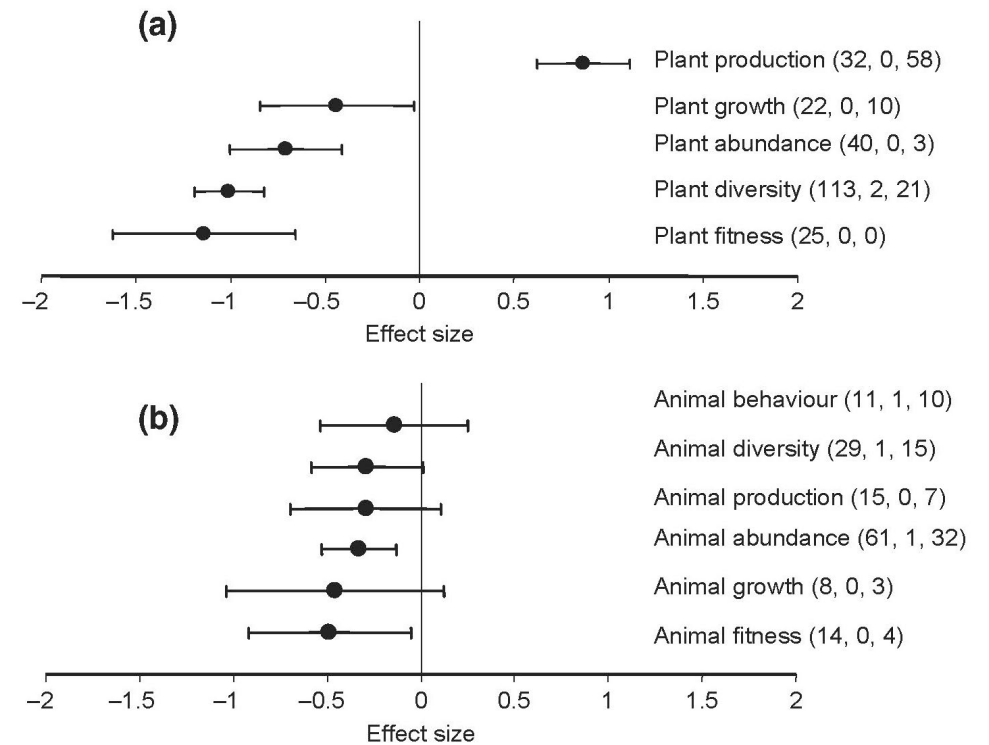 (a)
Plant production (32, 0, 58)
Plant growth (22, 0, 10)
Plant abundance (40, 0, 3)
Plant diversity (113, 2, 21)
Plant fitness (25, 0, 0)
–2 –1.5 –1 –0.5 0 0.5 1 1.5 2
Effect size
(b)
Animal behaviour (11, 1, 10)
Animal diversity (29, 1, 15)
Animal production (15, 0, 7)
Animal abundance (61, 1, 32)
Animal growth (8, 0, 3)
Animal fitness (14, 0, 4)
–2 –1.5 –1 –0.5 0 0.5 1 1.5 2
Effect size